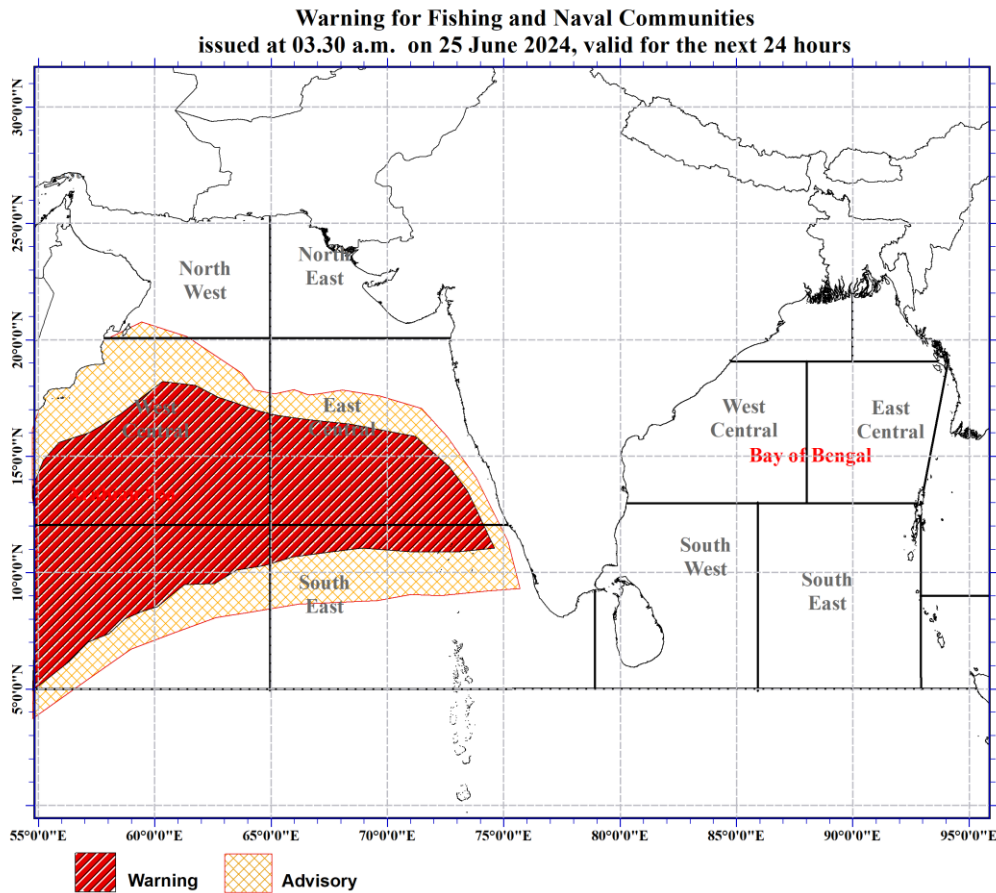 Warning for Fishing and Naval Communities
issued at 03.30 a.m. on 25 June 2024, valid for the next 24 hours
30°0'0"N
25°0'0"N
20°0'0"N
15°0'0"N
10°0'0"N
5°0'0"N
North
West
North
East
West
Central
East
Central
South
East
West
Central
East
Central
Bay of Bengal
South
West
South
East
55°0'0"E 60°0'0"E 65°0'0"E 70°0'0"E 75°0'0"E 80°0'0"E 85°0'0"E 90°0'0"E 95°0'0"E
Warning Advisory